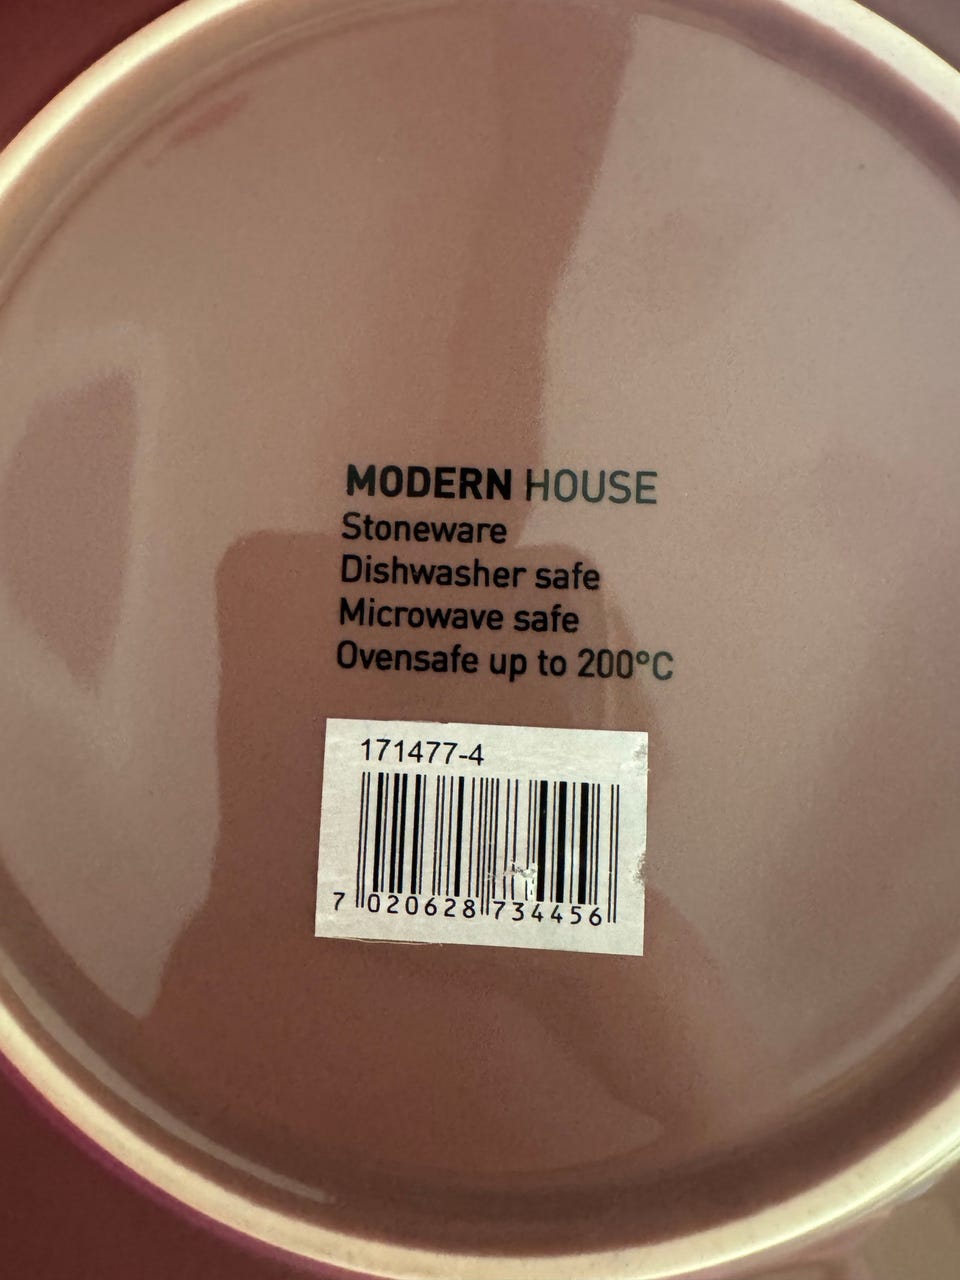 MODERN HOUSE
Stoneware
Dishwasher safe
Microwave safe
Ovensafe up to 200°C
171477-4
7 020628 734456